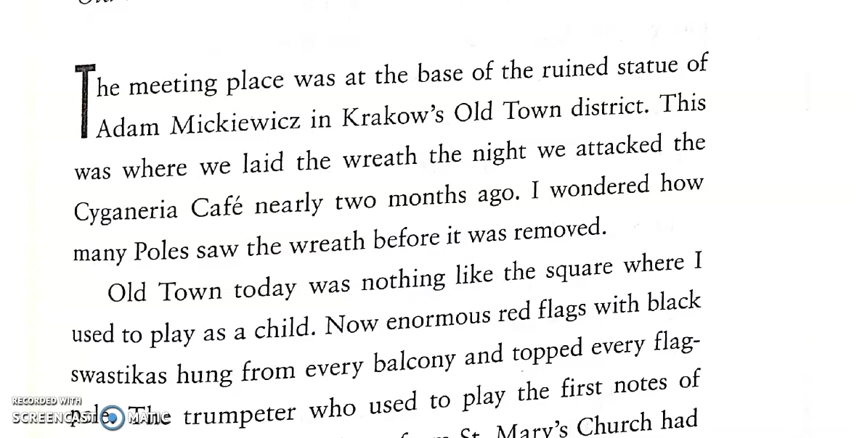 The meeting place was at the base of the ruined statue of
Adam Mickiewicz in Krakow's Old Town district. This
was where we laid the wreath the night we attacked the
Cyganeria Café nearly two months ago. I wondered how
many Poles saw the wreath before it was removed.
Old Town today was nothing like the square where I
used to play as a child. Now enormous red flags with black
swastikas hung from every balcony and topped every flag-
pole. The trumpeter who used to play the first notes of
St. Mary's Church had
RECORDED WITH
SCREENCAST MATIC